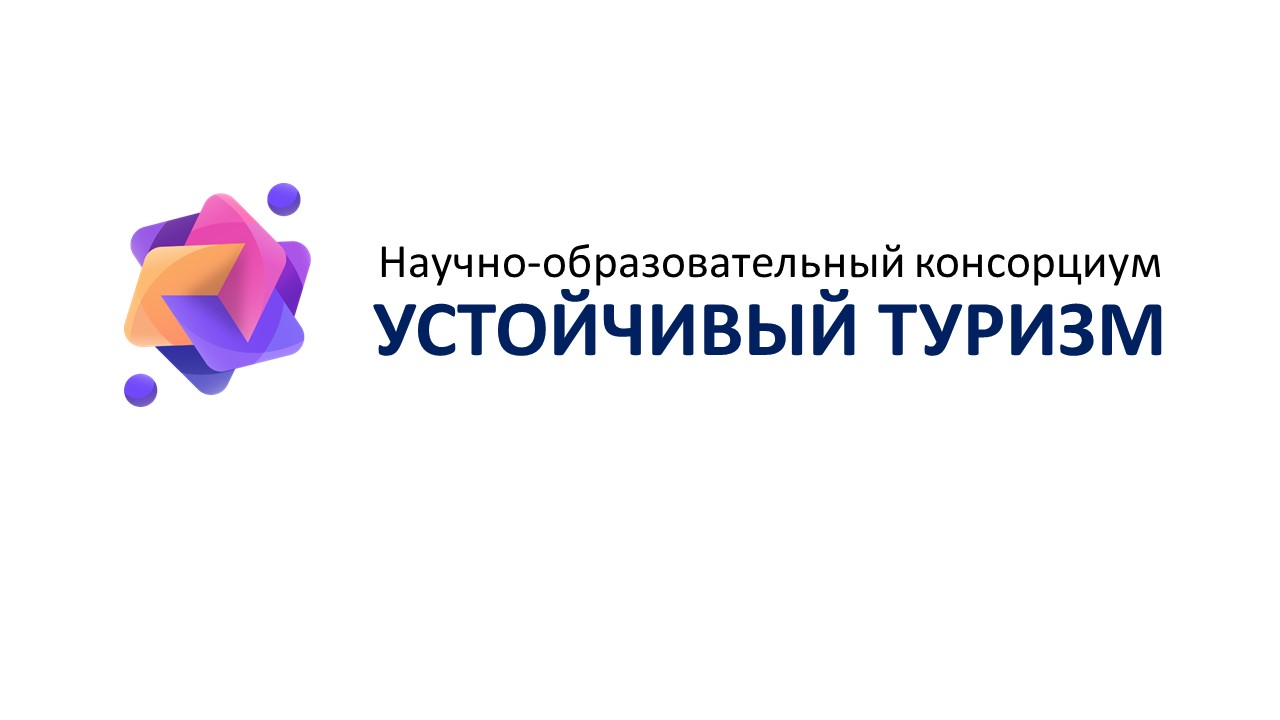 Научно-образовательный консорциум
УСТОЙЧИВЫЙ ТУРИЗМ